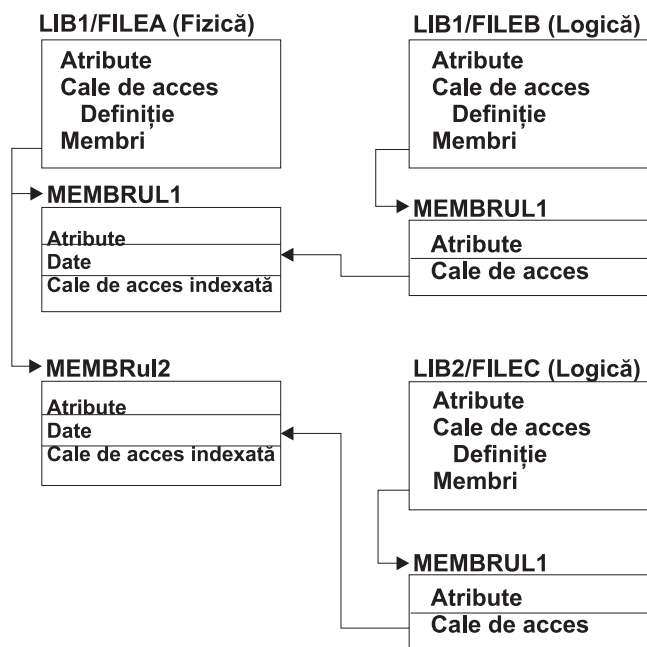 LIB1/FILEA (Fizică)
Atribute
Cale de acces
Definiție
Membri
MEMBRUL1
Atribute
Date
Cale de acces indexată
MEMBRul2
Atribute
Date
Cale de acces indexată
LIB1/FILEB (Logică)
Atribute
Cale de acces
Definiție
Membri
MEMBRUL1
Atribute
Cale de acces
LIB2/FILEC (Logică)
Atribute
Cale de acces
Definiție
Membri
MEMBRUL1
Atribute
Cale de acces